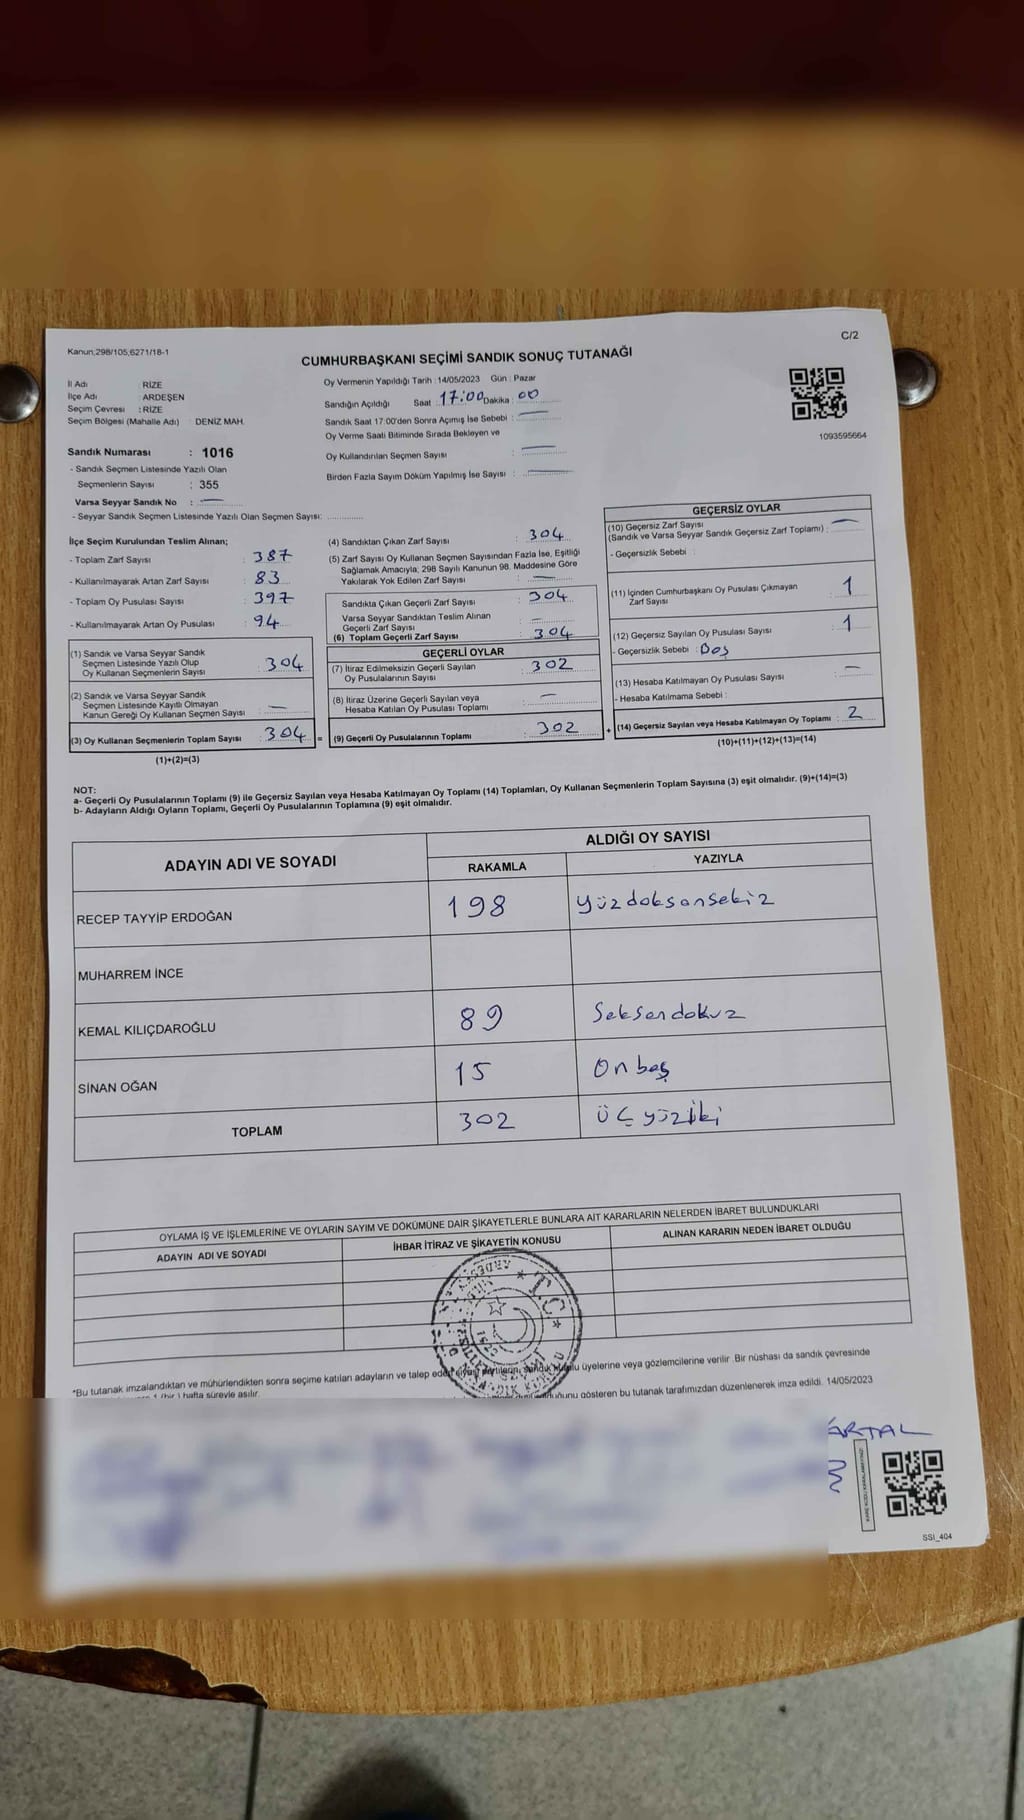 Kanun;298/105;6271/18-1
C/2
CUMHURBAŞKANI SEÇİMİ SANDIK SONUÇ TUTANAĞI
İl Adı : RİZE
İlçe Adı : ARDEŞEN
Seçim Çevresi : RİZE
Seçim Bölgesi (Mahalle Adı) : DENİZ MAH.
Sandık Numarası : 1016
- Sandık Seçmen Listesinde Yazılı Olan
Seçmenlerin Sayısı : 355
Varsa Seyyar Sandık No : —
- Seyyar Sandık Seçmen Listesinde Yazılı Olan Seçmen Sayısı: ............
Oy Vermenin Yapıldığı Tarih : 14/05/2023 Gün : Pazar
Sandığın Açıldığı Saat : 17:00 Dakika : 00
Sandık Saat 17:00'den Sonra Açımış İse Sebebi : —
Oy Verme Saati Bitiminde Sırada Bekleyen ve
Oy Kullandırılan Seçmen Sayısı : —
Birden Fazla Sayım Döküm Yapılmış İse Sayısı : —
1093595664
İlçe Seçim Kurulundan Teslim Alınan;
- Toplam Zarf Sayısı : 387
- Kullanılmayarak Artan Zarf Sayısı : 83
- Toplam Oy Pusulası Sayısı : 397
- Kullanılmayarak Artan Oy Pusulası : 94
(1) Sandık ve Varsa Seyyar Sandık
Seçmen Listesinde Yazılı Olup
Oy Kullanan Seçmenlerin Sayısı : 304
(2) Sandık ve Varsa Seyyar Sandık
Seçmen Listesinde Kayıtlı Olmayan
Kanun Gereği Oy Kullanan Seçmen Sayısı : —
(3) Oy Kullanan Seçmenlerin Toplam Sayısı : 304 =
(1)+(2)=(3)
(4) Sandıktan Çıkan Zarf Sayısı : 304
(5) Zarf Sayısı Oy Kullanan Seçmen Sayısından Fazla İse, Eşitliği
Sağlamak Amacıyla, 298 Sayılı Kanunun 98. Maddesine Göre
Yakılarak Yok Edilen Zarf Sayısı : —
Sandıkta Çıkan Geçerli Zarf Sayısı : 304
Varsa Seyyar Sandıktan Teslim Alınan
Geçerli Zarf Sayısı : —
(6) Toplam Geçerli Zarf Sayısı : 304
GEÇERLİ OYLAR
(7) İtiraz Edilmeksizin Geçerli Sayılan
Oy Pusulalarının Sayısı : 302
(8) İtiraz Üzerine Geçerli Sayılan veya
Hesaba Katılan Oy Pusulası Toplamı : —
(9) Geçerli Oy Pusulalarının Toplamı : 302 +
GEÇERSİZ OYLAR
(10) Geçersiz Zarf Sayısı
(Sandık ve Varsa Seyyar Sandık Geçersiz Zarf Toplamı) : —
- Geçersizlik Sebebi :
(11) İçinden Cumhurbaşkanı Oy Pusulası Çıkmayan
Zarf Sayısı : 1
(12) Geçersiz Sayılan Oy Pusulası Sayısı : 1
- Geçersizlik Sebebi : Boş
(13) Hesaba Katılmayan Oy Pusulası Sayısı : —
- Hesaba Katılmama Sebebi :
(14) Geçersiz Sayılan veya Hesaba Katılmayan Oy Toplamı : 2
(10)+(11)+(12)+(13)=(14)
NOT:
a- Geçerli Oy Pusulalarının Toplamı (9) ile Geçersiz Sayılan veya Hesaba Katılmayan Oy Toplamı (14) Toplamları, Oy Kullanan Seçmenlerin Toplam Sayısına (3) eşit olmalıdır. (9)+(14)=(3)
b- Adayların Aldığı Oyların Toplamı, Geçerli Oy Pusulalarının Toplamına (9) eşit olmalıdır.
ADAYIN ADI VE SOYADI
ALDIĞI OY SAYISI
RAKAMLA YAZIYLA
RECEP TAYYİP ERDOĞAN 198 yüzdoksansekiz
MUHARREM İNCE
KEMAL KILIÇDAROĞLU 89 Seksendokuz
SİNAN OĞAN 15 On beş
TOPLAM 302 üç yüziki
OYLAMA İŞ VE İŞLEMLERİNE VE OYLARIN SAYIM VE DÖKÜMÜNE DAİR ŞİKAYETLERLE BUNLARA AİT KARARLARIN NELERDEN İBARET BULUNDUKLARI
ADAYIN ADI VE SOYADI İHBAR İTİRAZ VE ŞİKAYETİN KONUSU ALINAN KARARIN NEDEN İBARET OLDUĞU
T.C.
*Bu tutanak imzalandıktan ve mühürlendikten sonra seçime katılan adayların ve talep eden siyasi partilerin, sandık kurulu üyelerine veya gözlemcilerine verilir .Bir nüshası da sandık çevresinde
1 (bir ) hafta süreyle asılır.
gösteren bu tutanak tarafımızdan düzenlenerek imza edildi. 14/05/2023
ARTAL
SSI_404